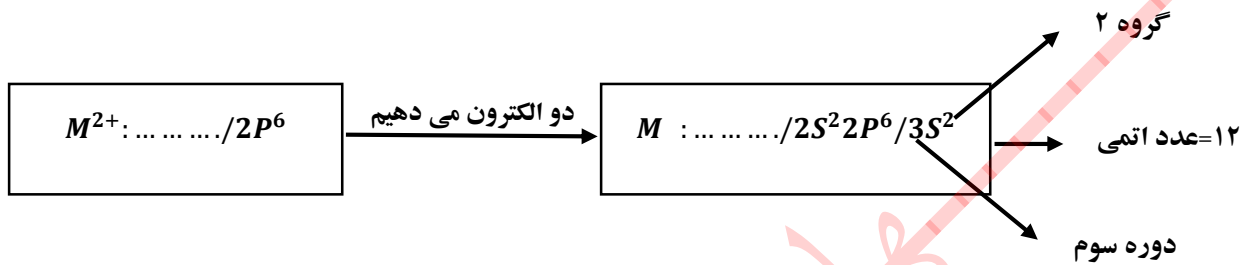 گروه ۲
M²⁺: … … … ./2P⁶
دو الکترون می دهیم
M : … … … ./2S²2P⁶/3S²
۱۲=عدد اتمی
دوره سوم